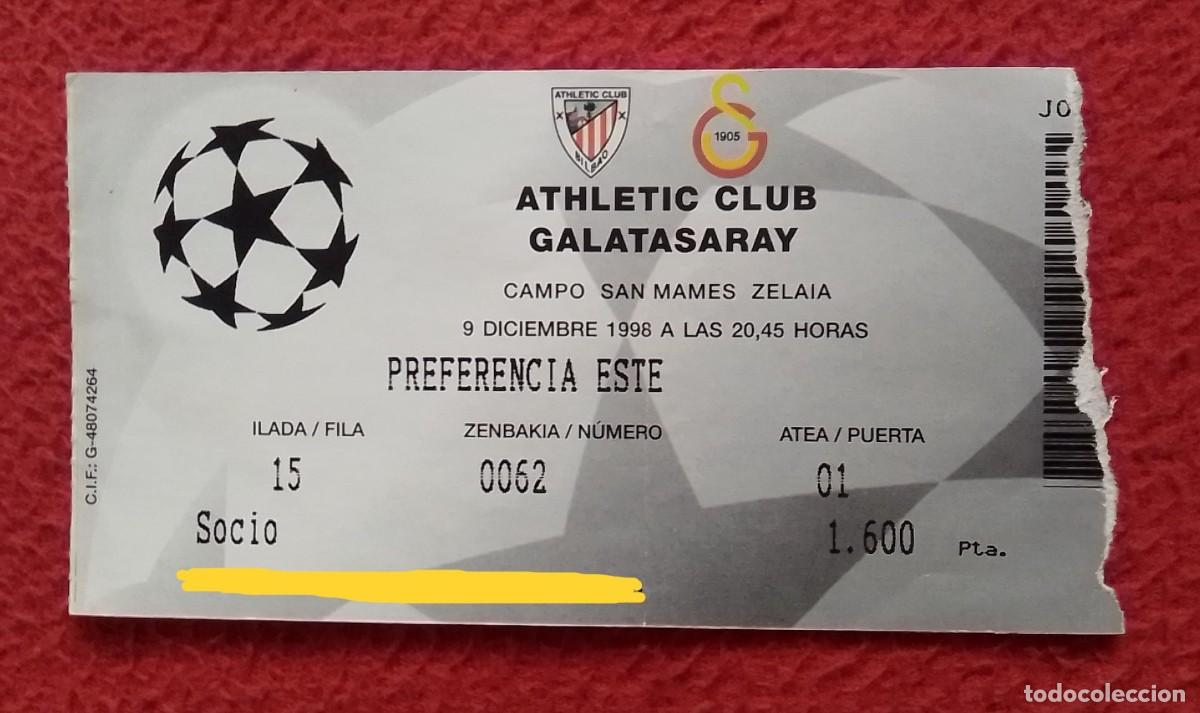 ATHLETIC CLUB
BILBAO
1905
JO
ATHLETIC CLUB
GALATASARAY
CAMPO SAN MAMES ZELAIA
9 DICIEMBRE 1998 A LAS 20,45 HORAS
PREFERENCIA ESTE
ILADA / FILA ZENBAKIA / NÚMERO ATEA / PUERTA
15 0062 01
Socio
1.600 Pta.
C.I.F.: G-48074264
todocoleccion